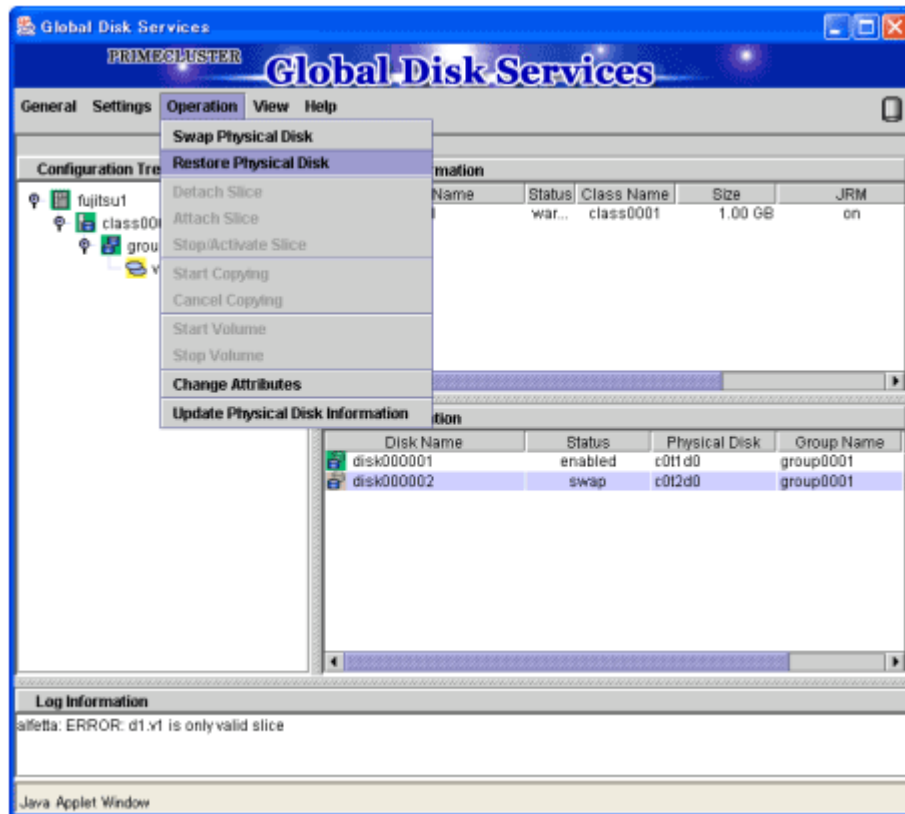 Global Disk Services
PRIMECLUSTER
Global Disk Services
General Settings Operation View Help
Swap Physical Disk
Restore Physical Disk
Detach Slice
Attach Slice
Stop/Activate Slice
Start Copying
Cancel Copying
Start Volume
Stop Volume
Change Attributes
Update Physical Disk Information
Configuration Tre
fujitsu1
class00
grou
v
rmation
Name Status Class Name Size JRM
war... class0001 1.00 GB on
tion
Disk Name Status Physical Disk Group Name
disk000001 enabled c0t1d0 group0001
disk000002 swap c0t2d0 group0001
Log Information
alfetta: ERROR: d1.v1 is only valid slice
Java Applet Window